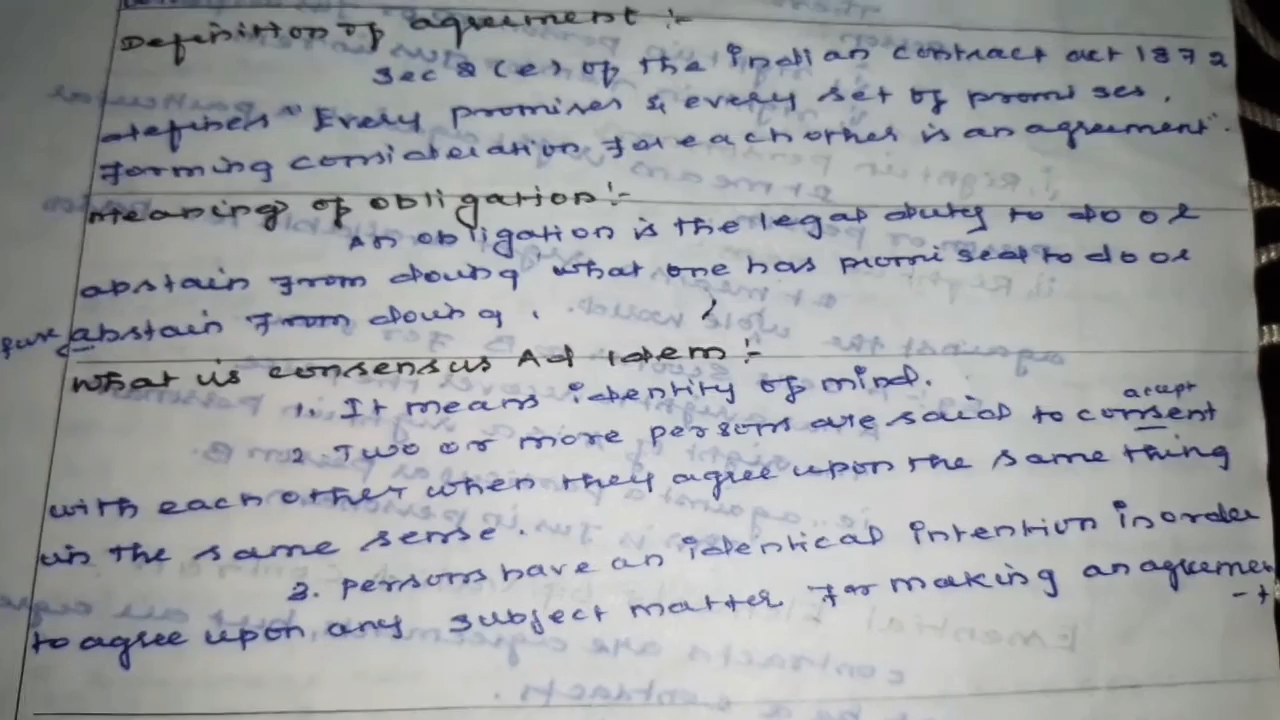 Definition of agreement :-
Sec 2 (e) of the Indian contract act 1872
defines "Every promises & every set of promises,
forming consideration for each other is an agreement".
Meaning of obligation :-
An obligation is the legal duty to do or
abstain from douing what one has promised to do or
abstain from douing.
What is consensus Ad idem :-
1. It means identity of mind.
accept
2. Two or more persons are said to consent
with each other when they agree upon the same thing
in the same sense.
3. persons have an identical intention in order
to agree upon any subject matter for making an agreemen
-t